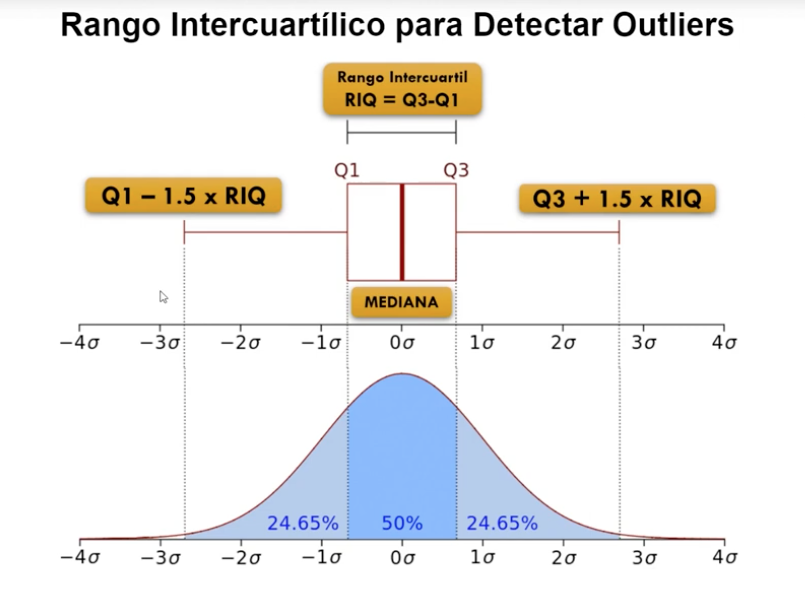 Rango Intercuartílico para Detectar Outliers
Rango Intercuartil
RIQ = Q3-Q1
Q1 Q3
Q1 – 1.5 x RIQ
Q3 + 1.5 x RIQ
MEDIANA
−4σ −3σ −2σ −1σ 0σ 1σ 2σ 3σ 4σ
24.65% 50% 24.65%
−4σ −3σ −2σ −1σ 0σ 1σ 2σ 3σ 4σ